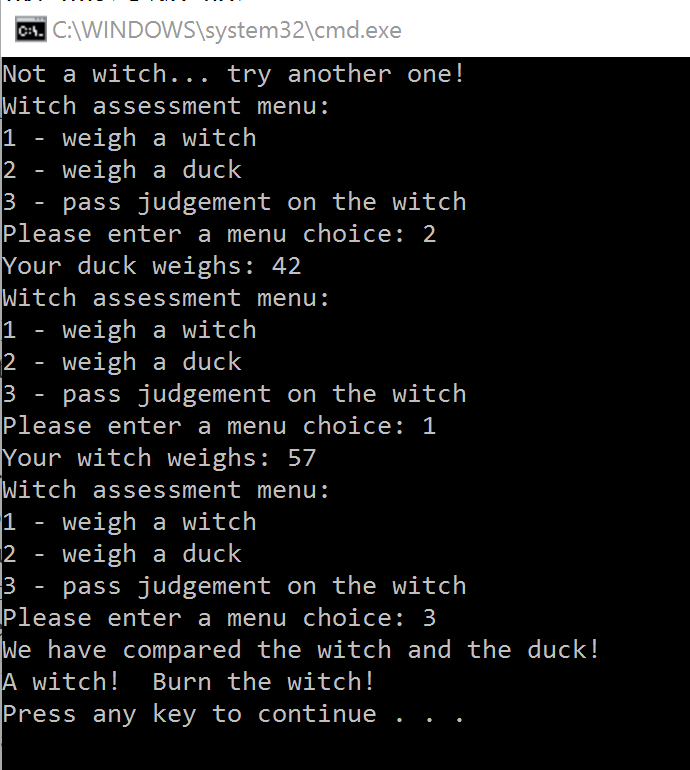 C:\WINDOWS\system32\cmd.exe
Not a witch... try another one!
Witch assessment menu:
1 - weigh a witch
2 - weigh a duck
3 - pass judgement on the witch
Please enter a menu choice: 2
Your duck weighs: 42
Witch assessment menu:
1 - weigh a witch
2 - weigh a duck
3 - pass judgement on the witch
Please enter a menu choice: 1
Your witch weighs: 57
Witch assessment menu:
1 - weigh a witch
2 - weigh a duck
3 - pass judgement on the witch
Please enter a menu choice: 3
We have compared the witch and the duck!
A witch!  Burn the witch!
Press any key to continue . . .